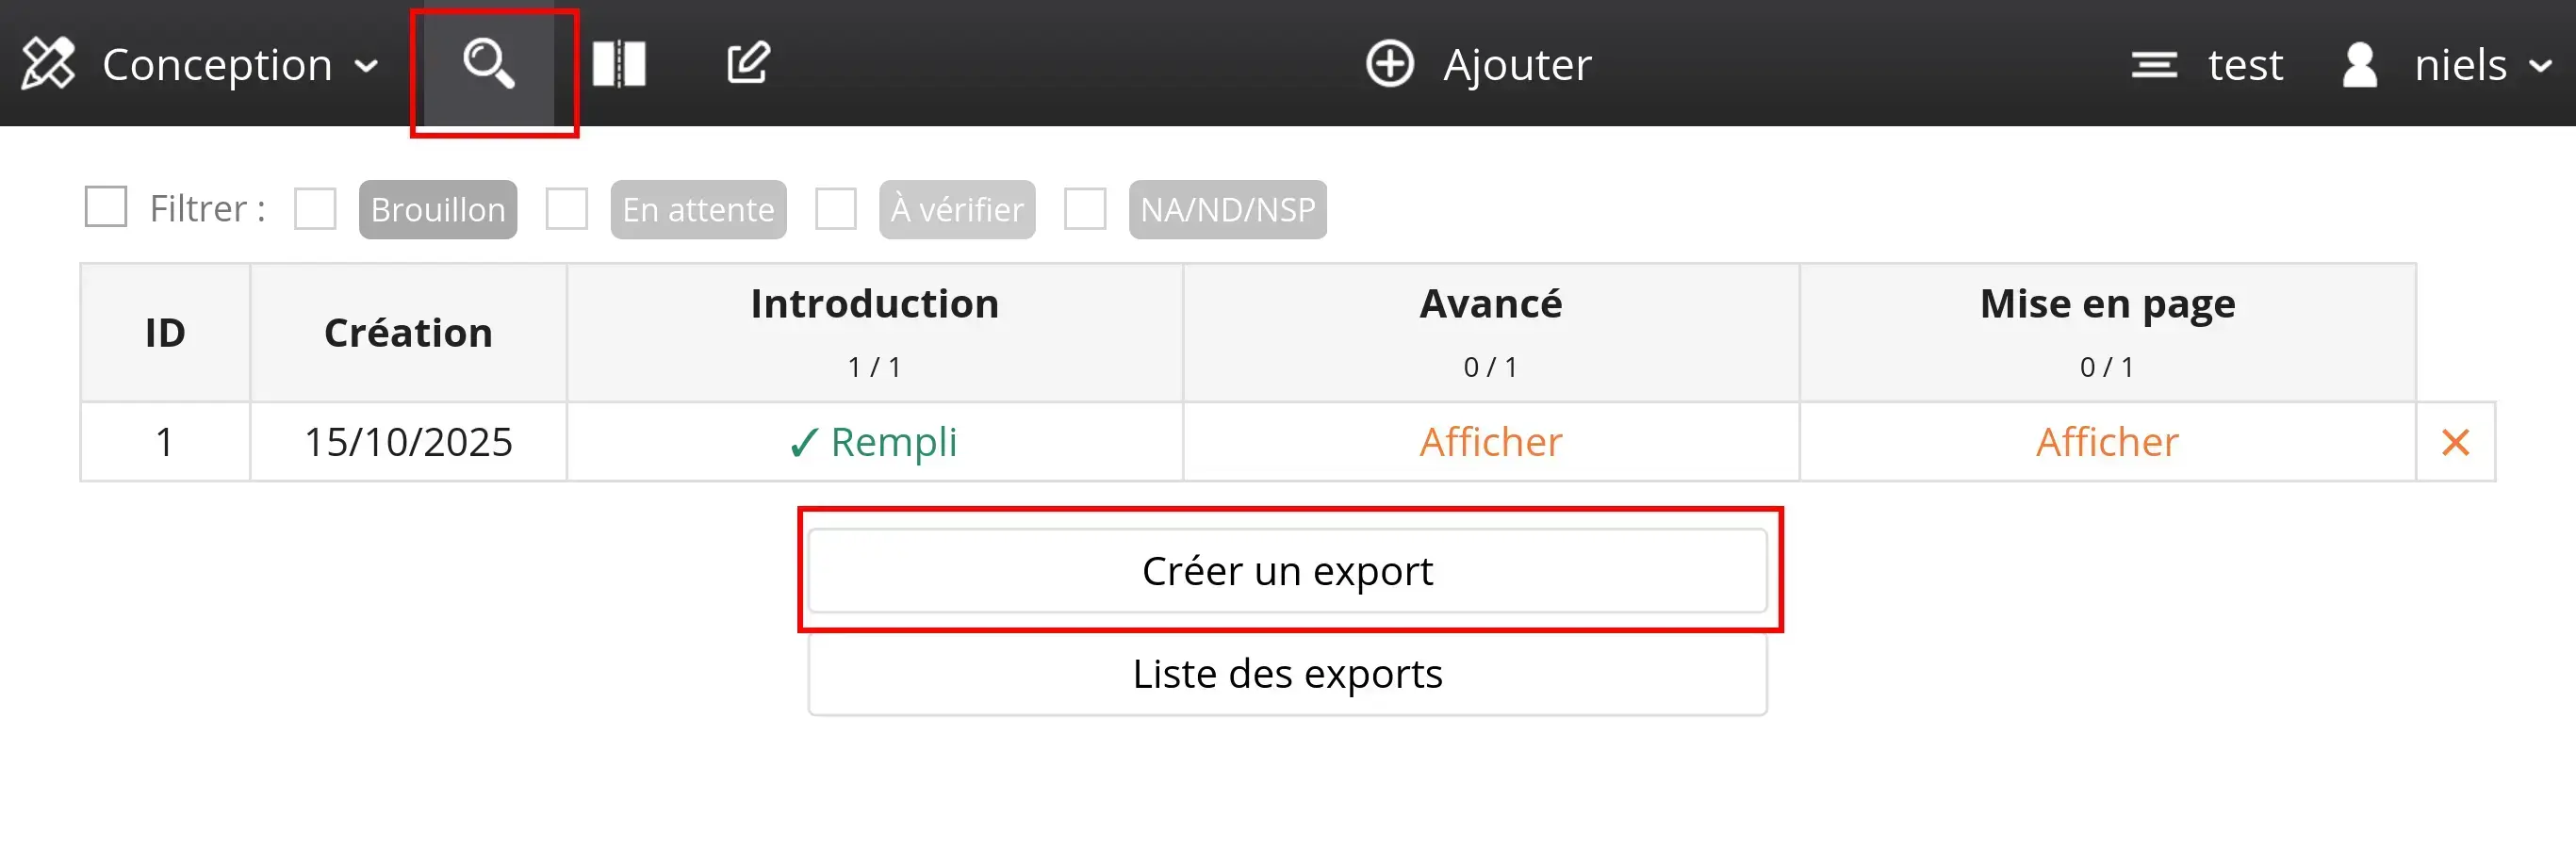 Conception Ajouter test niels
Filtrer : Brouillon En attente À vérifier NA/ND/NSP
ID Création Introduction Avancé Mise en page
1 / 1 0 / 1 0 / 1
1 15/10/2025 ✓ Rempli Afficher Afficher ✕
Créer un export
Liste des exports